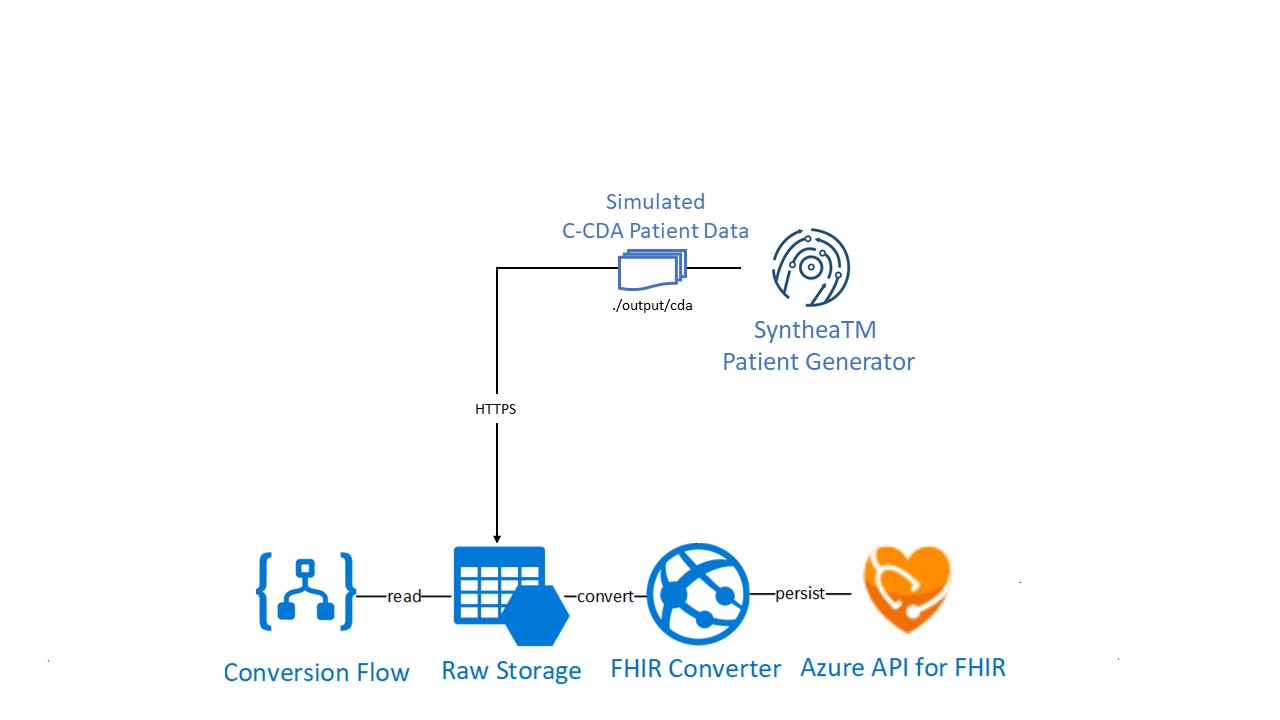 Simulated
C-CDA Patient Data
./output/cda
SyntheaTM
Patient Generator
HTTPS
read
convert
persist
Conversion Flow
Raw Storage
FHIR Converter
Azure API for FHIR